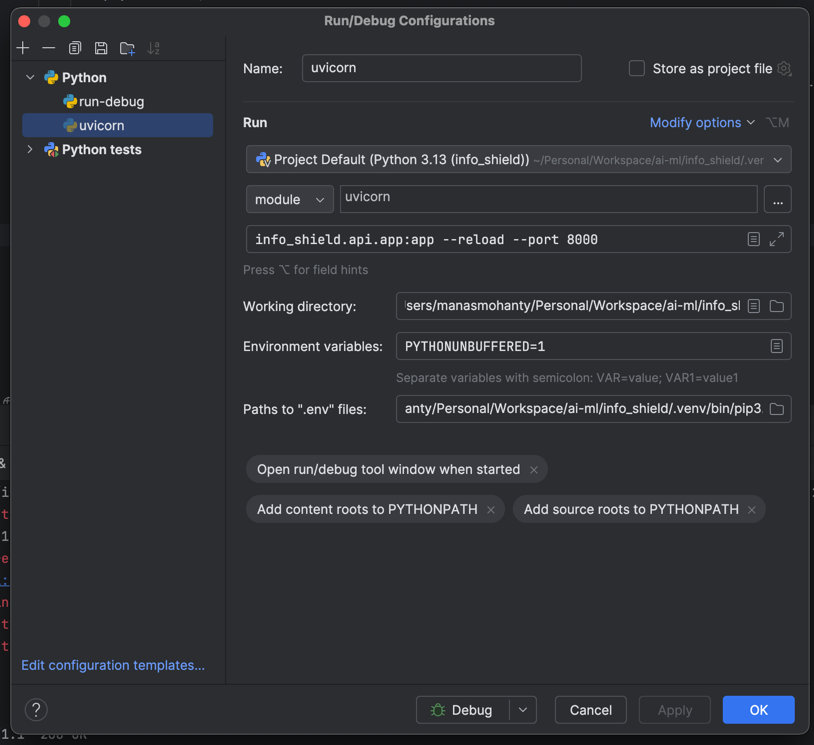 Run/Debug Configurations
Name:
uvicorn
Store as project file
Python
run-debug
uvicorn
Python tests
Run
Modify options
⌥M
Project Default (Python 3.13 (info_shield)) ~/Personal/Workspace/ai-ml/info_shield/.ver
module
uvicorn
...
info_shield.api.app:app --reload --port 8000
Press ⌥ for field hints
Working directory:
sers/manasmohanty/Personal/Workspace/ai-ml/info_sl
Environment variables:
PYTHONUNBUFFERED=1
Separate variables with semicolon: VAR=value; VAR1=value1
Paths to ".env" files:
anty/Personal/Workspace/ai-ml/info_shield/.venv/bin/pip3
Open run/debug tool window when started
Add content roots to PYTHONPATH
Add source roots to PYTHONPATH
Edit configuration templates...
?
Debug
Cancel
Apply
OK